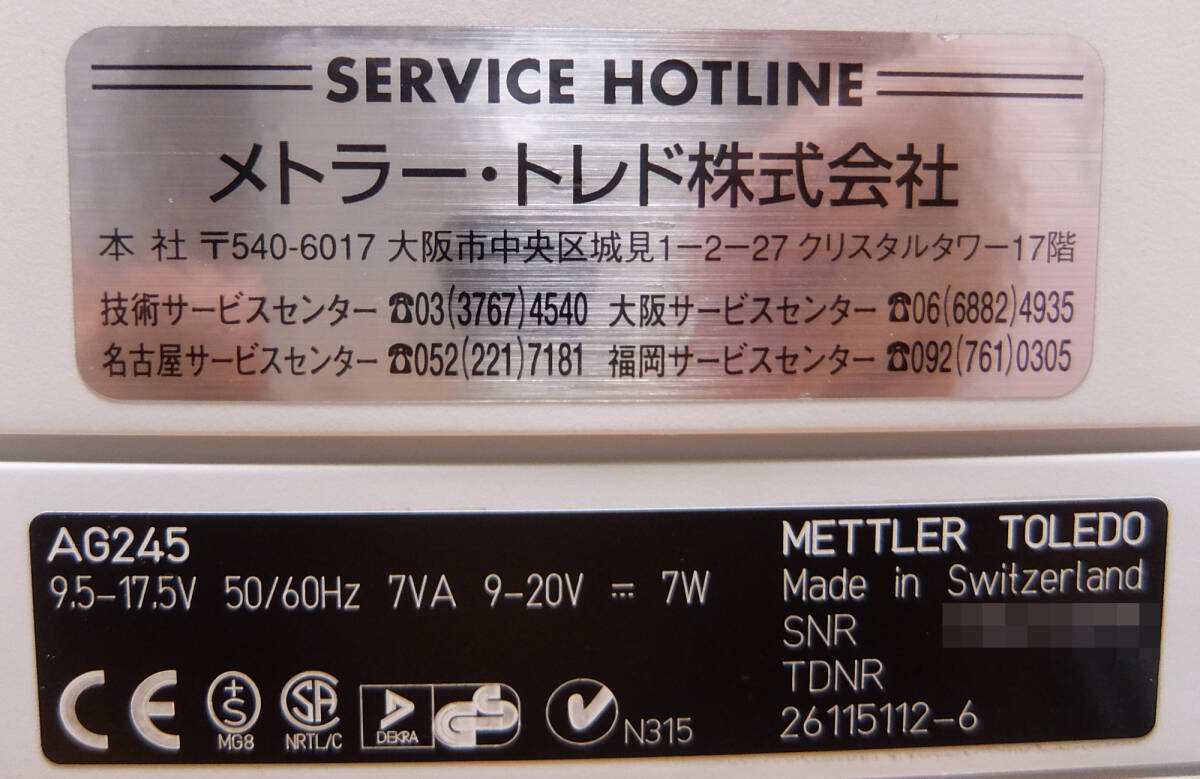 SERVICE HOTLINE
メトラー・トレド株式会社
本 社 〒540-6017 大阪市中央区城見1-2-27 クリスタルタワー17階
技術サービスセンター ☎03(3767)4540 大阪サービスセンター ☎06(6882)4935
名古屋サービスセンター ☎052(221)7181 福岡サービスセンター ☎092(761)0305
AG245
9.5-17.5V 50/60Hz 7VA 9-20V ⎓ 7W
METTLER TOLEDO
Made in Switzerland
SNR
TDNR
26115112-6
CE
+S
MG8
SA
NRTL/C
DEKRA
GS
N315